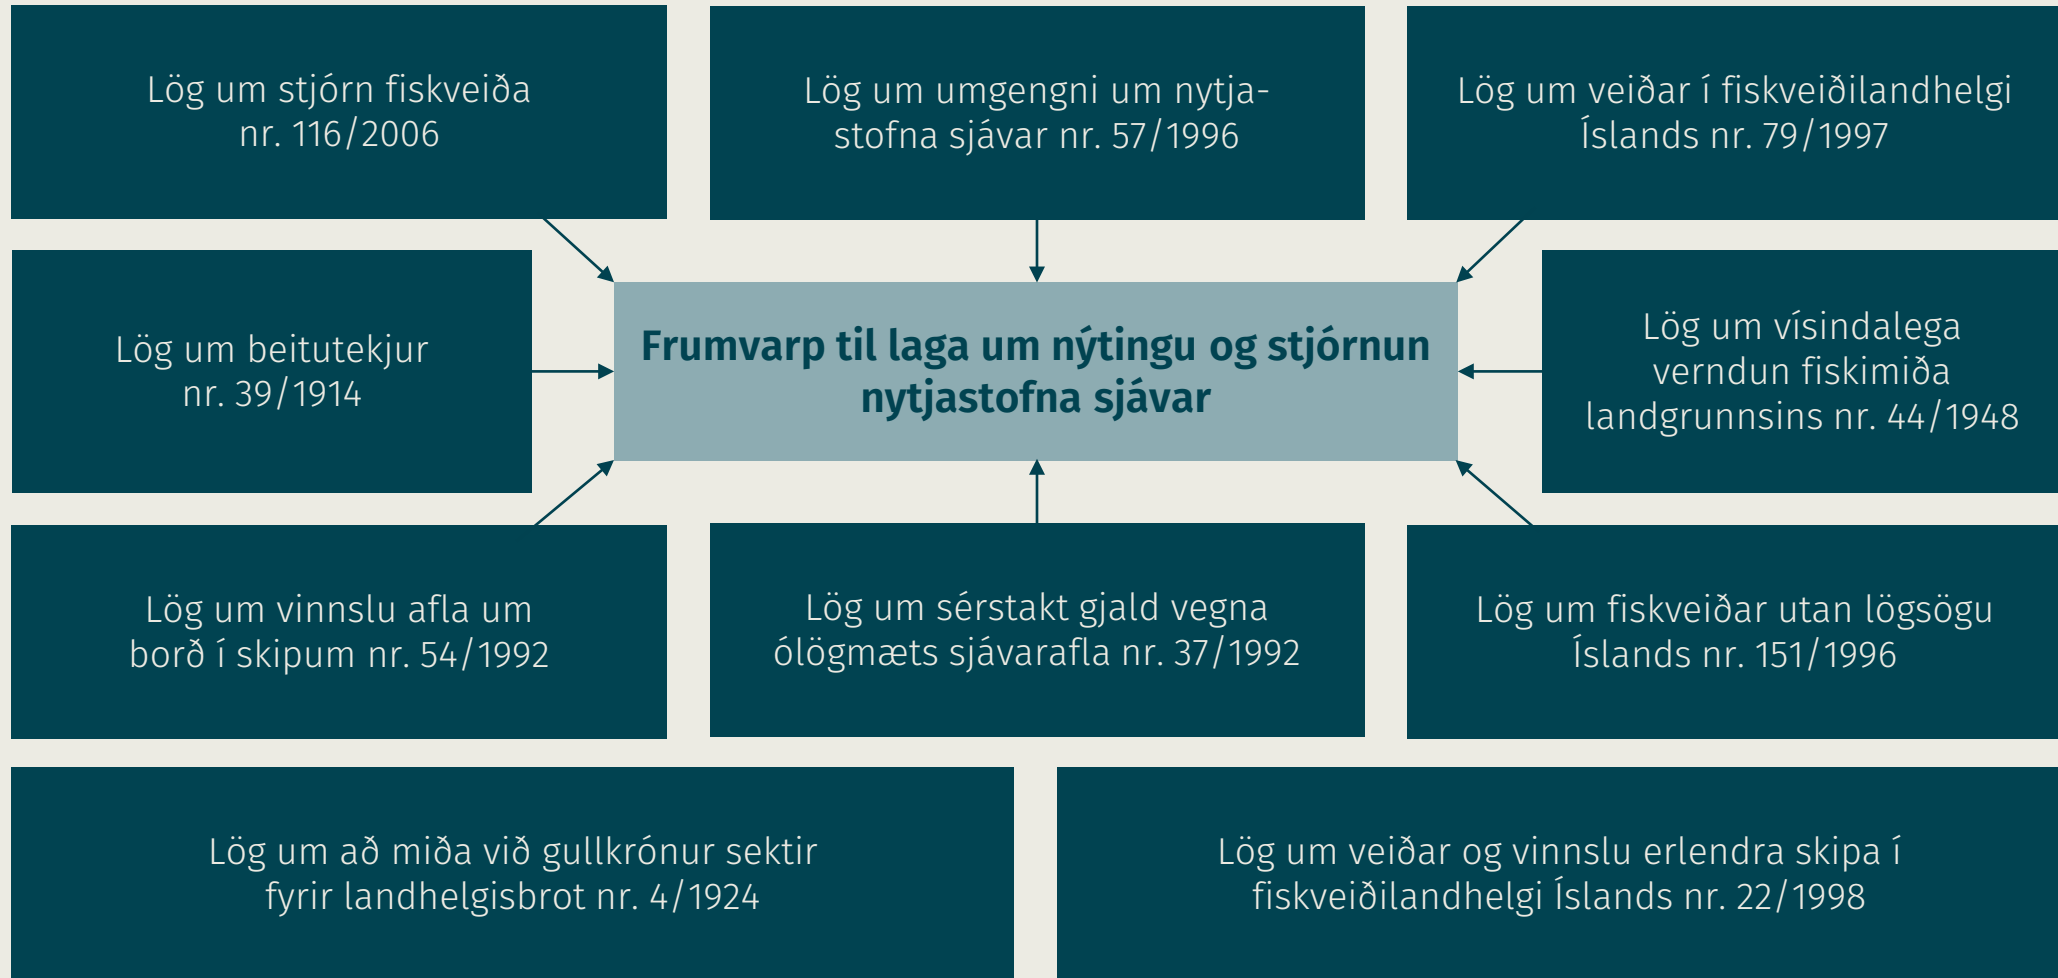 Lög um stjórn fiskveiða
nr. 116/2006
Lög um umgengni um nytja-
stofna sjávar nr. 57/1996
Lög um veiðar í fiskveiðilandhelgi
Íslands nr. 79/1997
Lög um beitutekjur
nr. 39/1914
Frumvarp til laga um nýtingu og stjórnun
nytjastofna sjávar
Lög um vísindalega
verndun fiskimiða
landgrunnsins nr. 44/1948
Lög um vinnslu afla um
borð í skipum nr. 54/1992
Lög um sérstakt gjald vegna
ólögmæts sjávarafla nr. 37/1992
Lög um fiskveiðar utan lögsögu
Íslands nr. 151/1996
Lög um að miða við gullkrónur sektir
fyrir landhelgisbrot nr. 4/1924
Lög um veiðar og vinnslu erlendra skipa í
fiskveiðilandhelgi Íslands nr. 22/1998